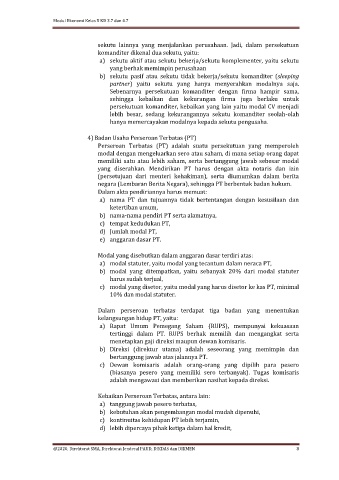 Modul Ekonomi Kelas X KD 3.7 dan 4.7
sekutu lainnya yang menjalankan perusahaan. Jadi, dalam persekutuan
komanditer dikenal dua sekutu, yaitu:
a) sekutu aktif atau sekutu bekerja/sekutu komplementer, yaitu sekutu
yang berhak memimpin perusahaan
b) sekutu pasif atau sekutu tidak bekerja/sekutu komanditer (sleeping
partner) yaitu sekutu yang hanya menyerahkan modalnya saja.
Sebenarnya persekutuan komanditer dengan firma hampir sama,
sehingga kebaikan dan kekurangan firma juga berlaku untuk
persekutuan komanditer, kebaikan yang lain yaitu modal CV menjadi
lebih besar, sedang kekurangannya sekutu komanditer seolah-olah
hanya memercayakan modalnya kepada sekutu pengusaha.
4) Badan Usaha Perseroan Terbatas (PT)
Perseroan Terbatas (PT) adalah suatu persekutuan yang memperoleh
modal dengan mengeluarkan sero atau saham, di mana setiap orang dapat
memiliki satu atau lebih saham, serta bertanggung jawab sebesar modal
yang diserahkan. Mendirikan PT harus dengan akta notaris dan izin
(persetujuan dari menteri kehakiman), serta diumumkan dalam berita
negara (Lembaran Berita Negara), sehingga PT berbentuk badan hukum.
Dalam akta pendiriannya harus memuat:
a) nama PT dan tujuannya tidak bertentangan dengan kesusilaan dan
ketertiban umum,
b) nama-nama pendiri PT serta alamatnya,
c) tempat kedudukan PT,
d) jumlah modal PT,
e) anggaran dasar PT.
Modal yang disebutkan dalam anggaran dasar terdiri atas:
a) modal statuter, yaitu modal yang tercantum dalam neraca PT,
b) modal yang ditempatkan, yaitu sebanyak 20% dari modal statuter
harus sudah terjual,
c) modal yang disetor, yaitu modal yang harus disetor ke kas PT, minimal
10% dan modal statuter.
Dalam perseroan terbatas terdapat tiga badan yang menentukan
kelangsungan hidup PT, yaitu:
a) Rapat Umum Pemegang Saham (RUPS), mempunyai kekuasaan
tertinggi dalam PT. RUPS berhak memilih dan mengangkat serta
menetapkan gaji direksi maupun dewan komisaris.
b) Direksi (direktur utama) adalah seseorang yang memimpin dan
bertanggung jawab atas jalannya PT.
c) Dewan komisaris adalah orang-orang yang dipilih para pesero
(biasanya pesero yang memiliki sero terbanyak). Tugas komisaris
adalah mengawasi dan memberikan nasihat kepada direksi.
Kebaikan Perseroan Terbatas, antara lain:
a) tanggung jawab pesero terbatas,
b) kebutuhan akan pengembangan modal mudah dipenuhi,
c) kontinuitas kehidupan PT lebih terjamin,
d) lebih dipercaya pihak ketiga dalam hal kredit,
@2020, Direktorat SMA, Direktorat Jenderal PAUD, DIKDAS dan DIKMEN 8